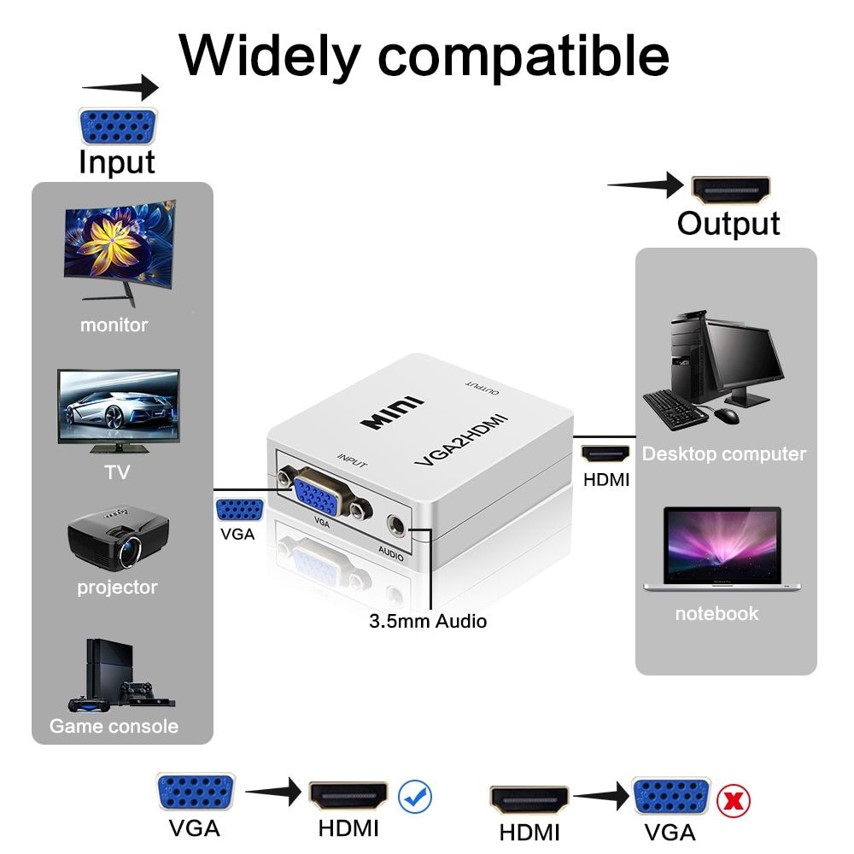 Widely compatible
Input
Output
monitor
TV
projector
Game console
VGA
MINI
VGA2HDMI
OUTPUT
INPUT
VGA
AUDIO
3.5mm Audio
HDMI
Desktop computer
notebook
VGA
HDMI
HDMI
VGA